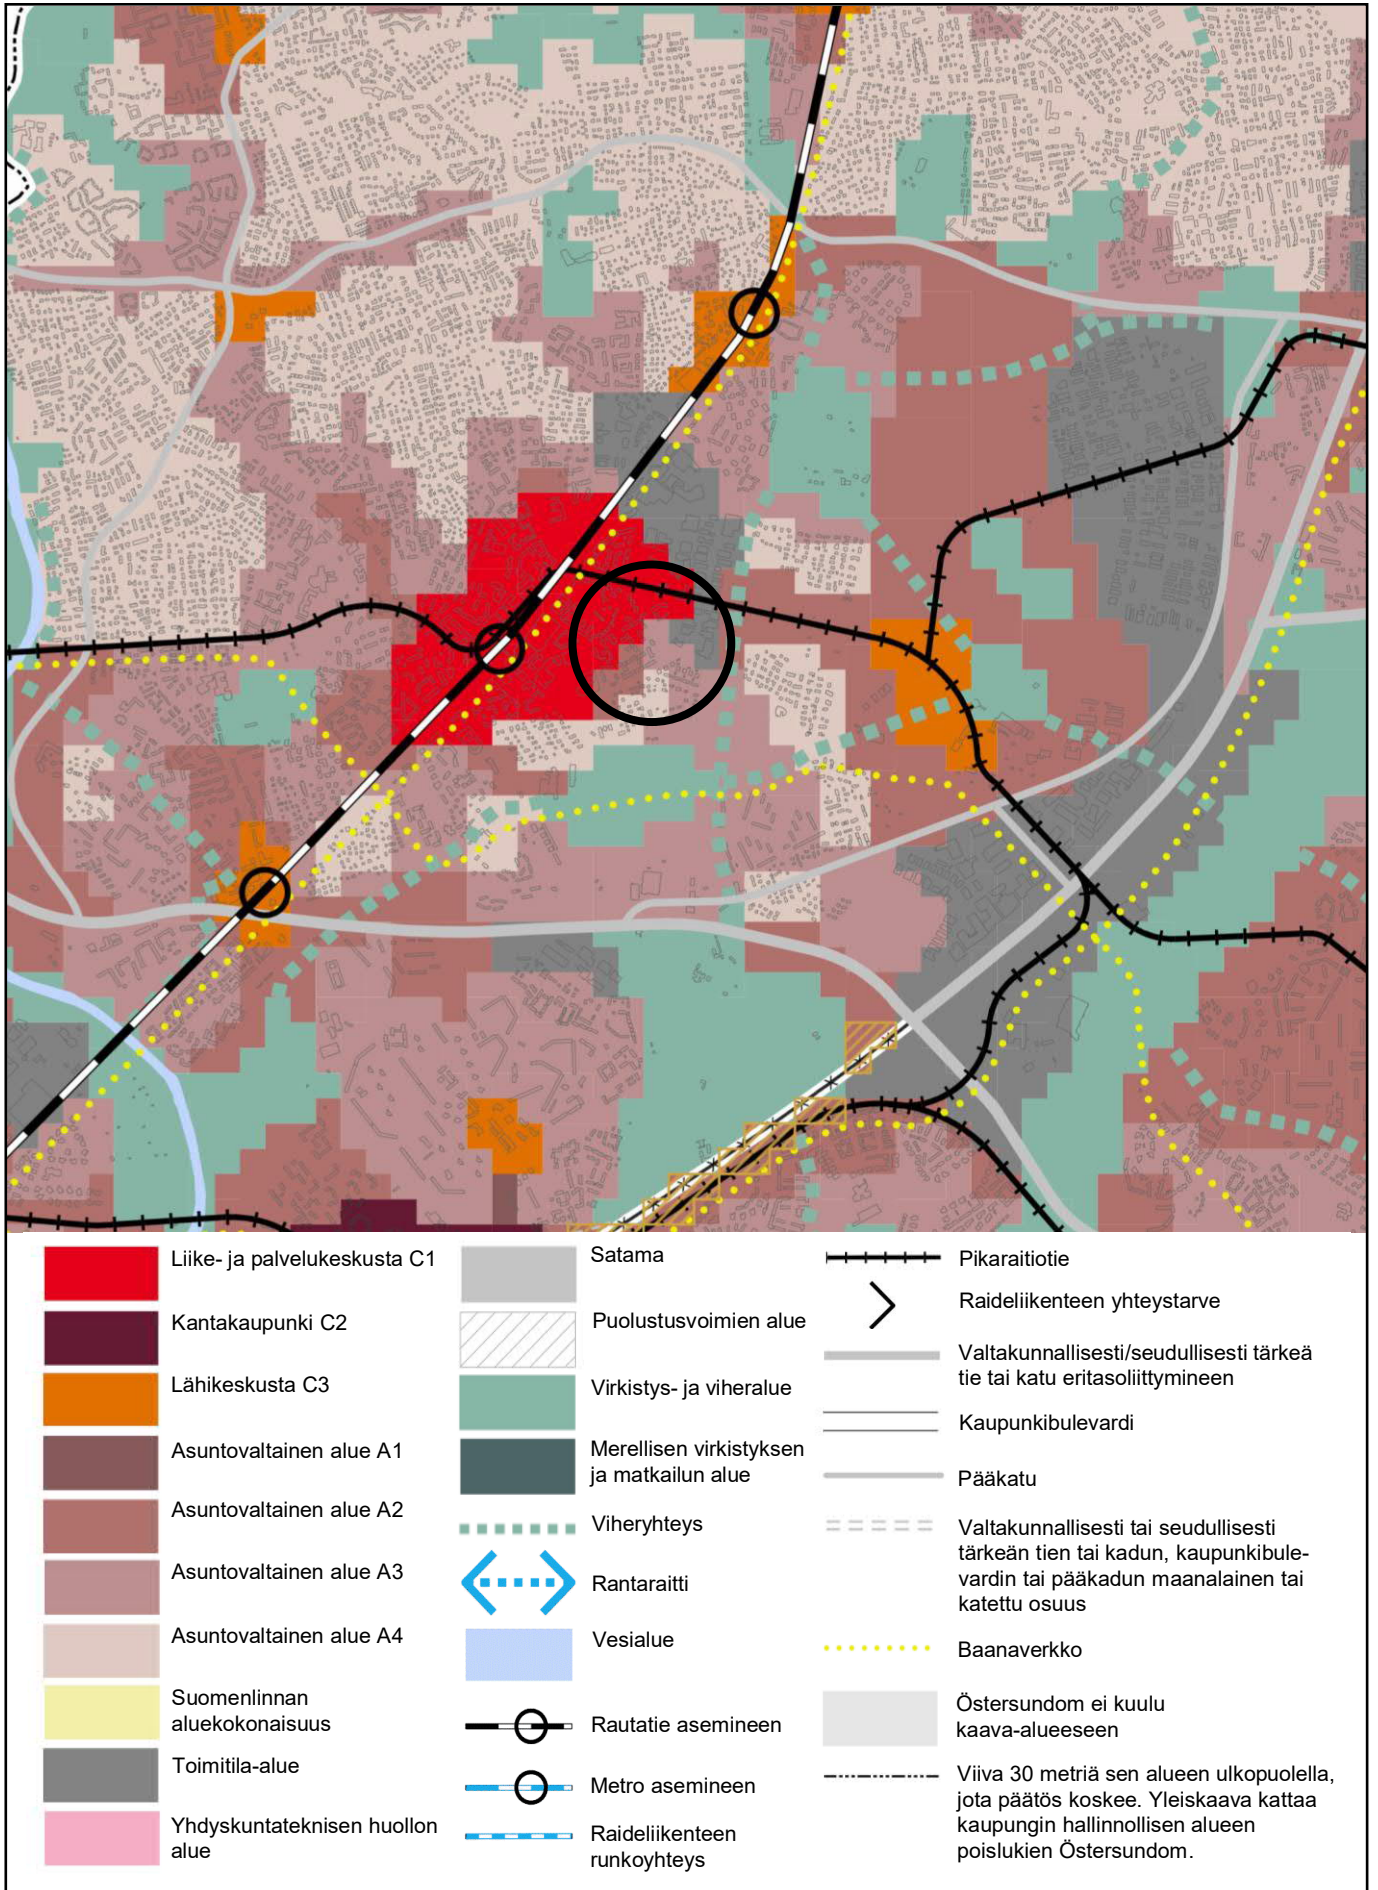 Liike- ja palvelukeskusta C1
Kantakaupunki C2
Lähikeskusta C3
Asuntovaltainen alue A1
Asuntovaltainen alue A2
Asuntovaltainen alue A3
Asuntovaltainen alue A4
Suomenlinnan
aluekokonaisuus
Toimitila-alue
Yhdyskuntateknisen huollon
alue
Satama
Puolustusvoimien alue
Virkistys- ja viheralue
Merellisen virkistyksen
ja matkailun alue
Viheryhteys
Rantaraitti
Vesialue
Rautatie asemineen
Metro asemineen
Raideliikenteen
runkoyhteys
Pikaraitiotie
Raideliikenteen yhteystarve
Valtakunnallisesti/seudullisesti tärkeä
tie tai katu eritasoliittymineen
Kaupunkibulevardi
Pääkatu
Valtakunnallisesti tai seudullisesti
tärkeän tien tai kadun, kaupunkibule-
vardin tai pääkadun maanalainen tai
katettu osuus
Baanaverkko
Östersundom ei kuulu
kaava-alueeseen
Viiva 30 metriä sen alueen ulkopuolella,
jota päätös koskee. Yleiskaava kattaa
kaupungin hallinnollisen alueen
poislukien Östersundom.